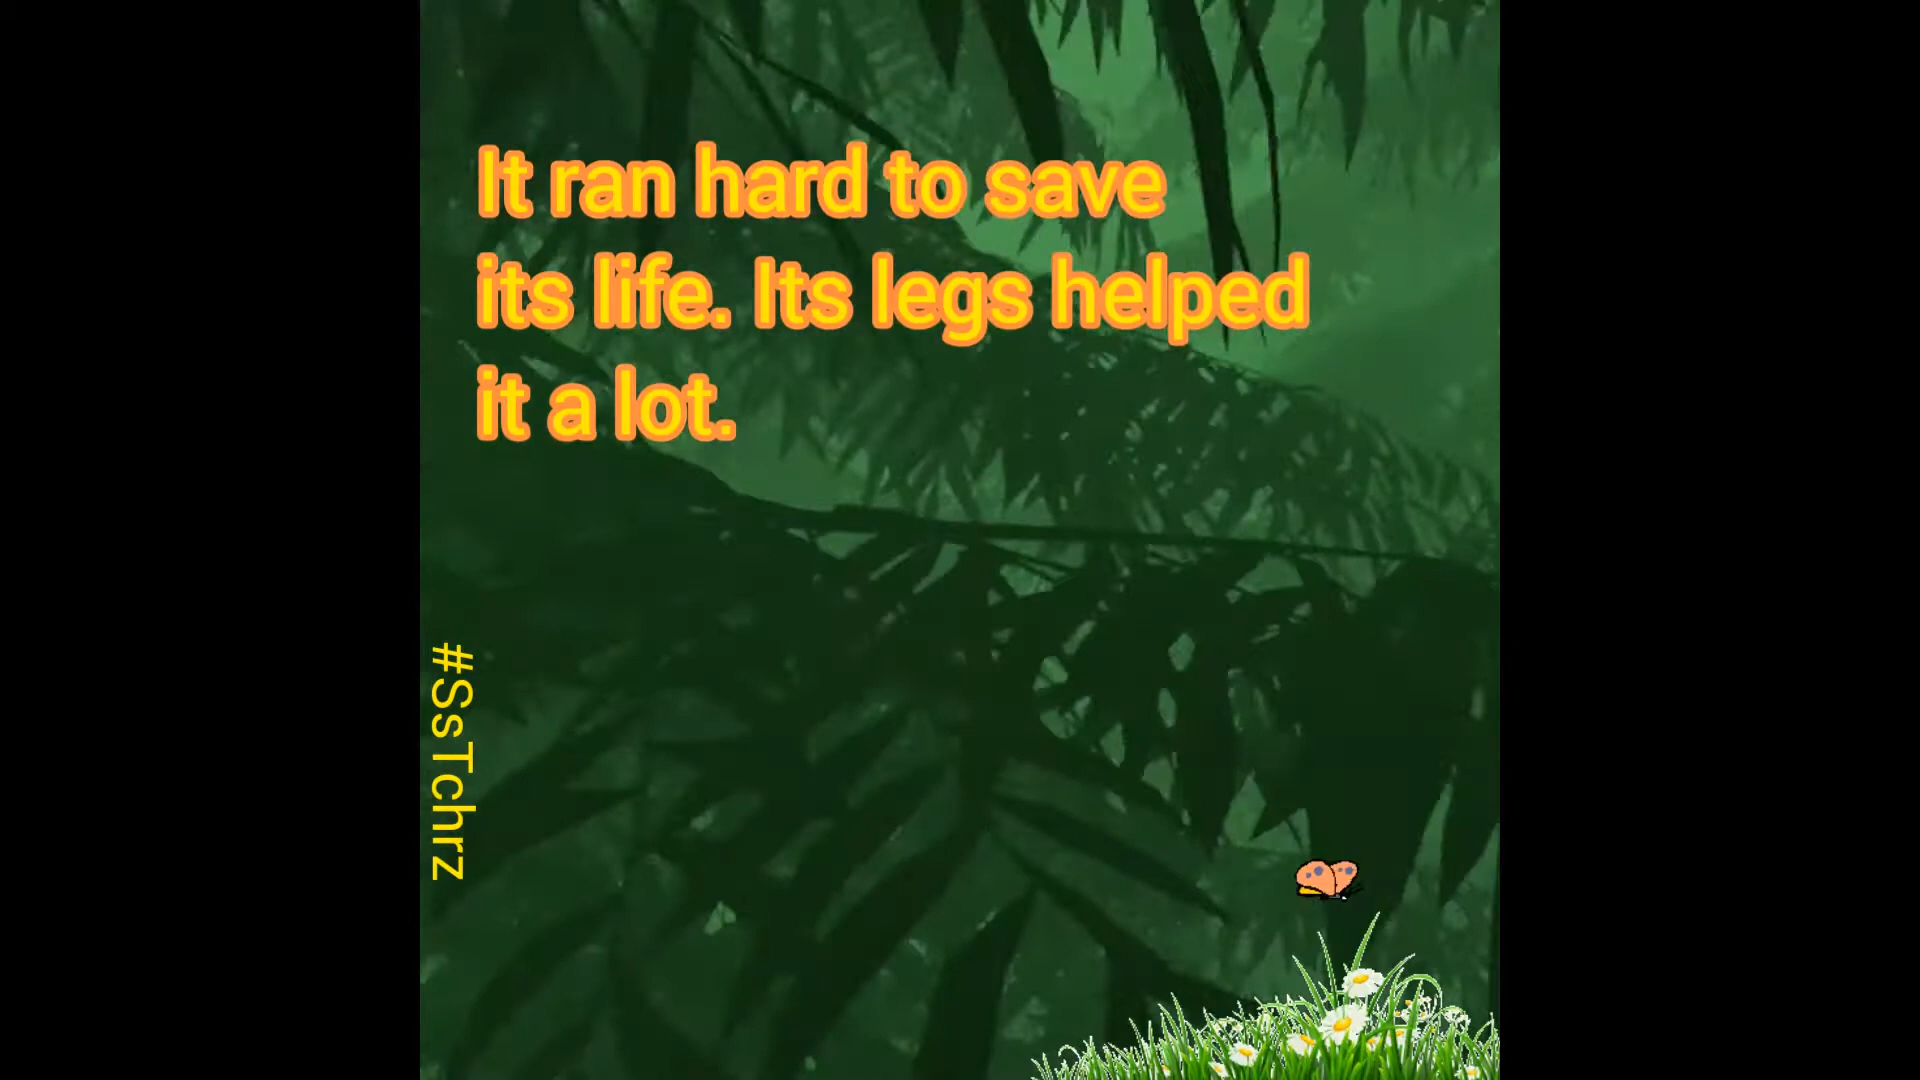 It ran hard to save
its life. Its legs helped
it a lot.
#SsTchrz